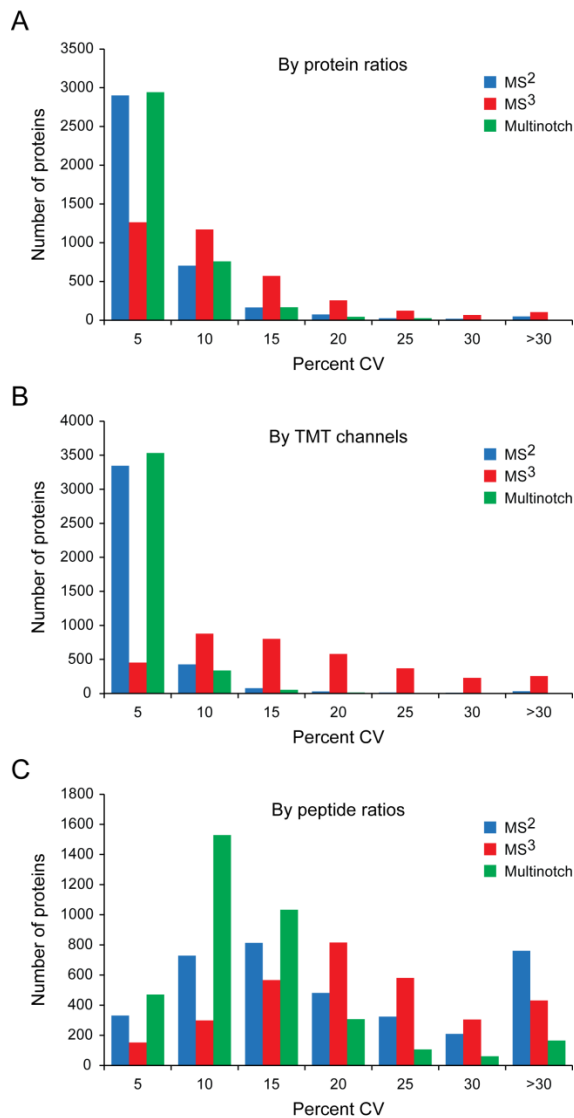 A
By protein ratios
MS2
MS3
Multinotch
Number of proteins
3500
3000
2500
2000
1500
1000
500
0
5 10 15 20 25 30 >30
Percent CV
B
By TMT channels
MS2
MS3
Multinotch
Number of proteins
4000
3500
3000
2500
2000
1500
1000
500
0
5 10 15 20 25 30 >30
Percent CV
C
By peptide ratios
MS2
MS3
Multinotch
Number of proteins
1800
1600
1400
1200
1000
800
600
400
200
0
5 10 15 20 25 30 >30
Percent CV